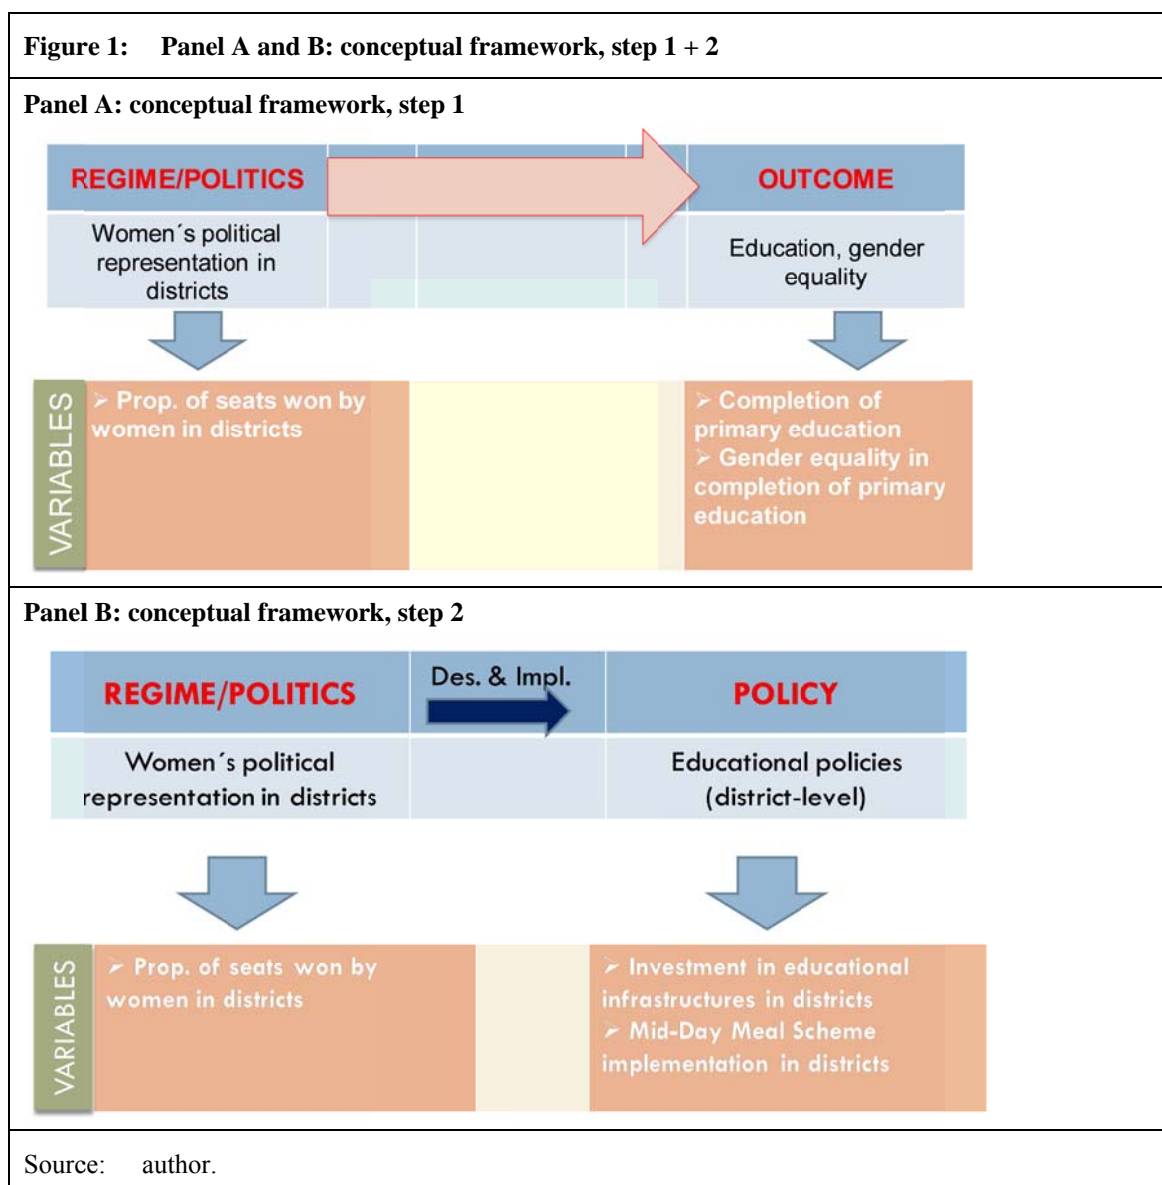 Figure 1: Panel A and B: conceptual framework, step 1 + 2
Panel A: conceptual framework, step 1
REGIME/POLITICS
OUTCOME
Women´s political
representation in
districts
Education, gender
equality
VARIABLES
➢ Prop. of seats won by
women in districts
➢ Completion of
primary education
➢ Gender equality in
completion of primary
education
Panel B: conceptual framework, step 2
REGIME/POLITICS
Des. & Impl.
POLICY
Women´s political
representation in districts
Educational policies
(district-level)
VARIABLES
➢ Prop. of seats won by
women in districts
➢ Investment in educational
infrastructures in districts
➢ Mid-Day Meal Scheme
implementation in districts
Source: author.